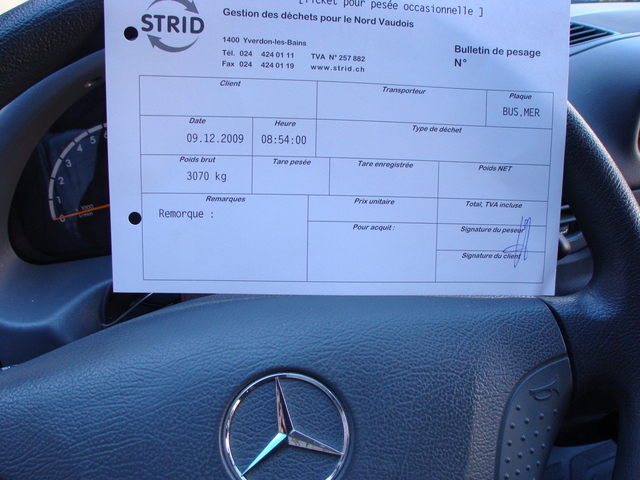 [Ticket pour pesée occasionnelle ]
STRID
Gestion des déchets pour le Nord Vaudois
1400 Yverdon-les-Bains
Tél. 024 424 01 11 TVA N° 257 882
Fax 024 424 01 19 www.strid.ch
Bulletin de pesage
N°
Client
Transporteur
Plaque
BUS,MER
Date
09.12.2009
Heure
08:54:00
Type de déchet
Poids brut
3070 kg
Tare pesée
Tare enregistrée
Poids NET
Remarques
Remorque :
Prix unitaire
Total, TVA incluse
Pour acquit :
Signature du peseur
Signature du client